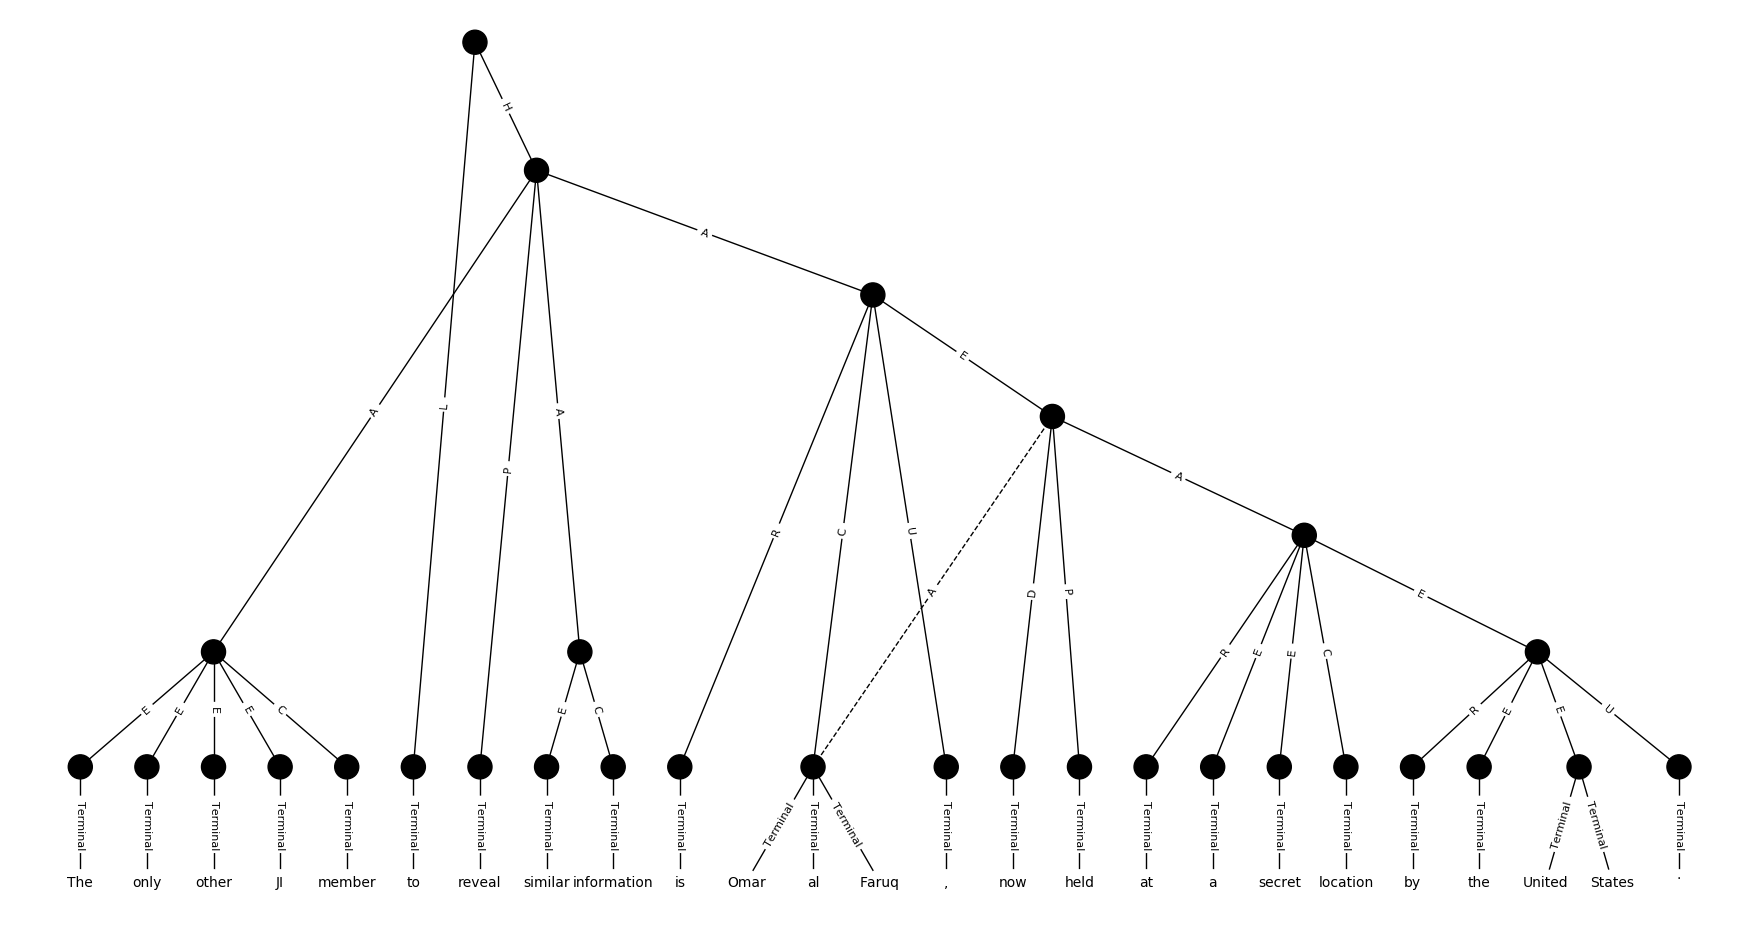 H
A
A
E
L
A
A
P
A
R
C
U
A
D
P
E
R
E
E
C
E
E
E
E
C
E
C
R
E
E
U
Terminal Terminal Terminal Terminal Terminal Terminal Terminal Terminal Terminal Terminal Terminal Terminal Terminal Terminal Terminal Terminal Terminal Terminal Terminal Terminal Terminal Terminal Terminal Terminal Terminal
The only other JI member to reveal similar information is Omar al Faruq , now held at a secret location by the United States .